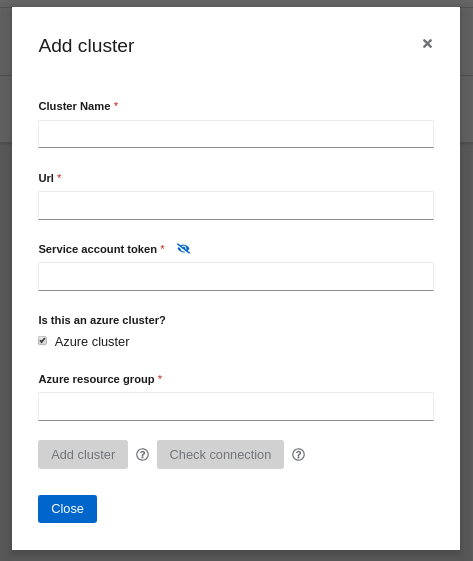 Add cluster
Cluster Name *
Url *
Service account token *
Is this an azure cluster?
Azure cluster
Azure resource group *
Add cluster Check connection
Close